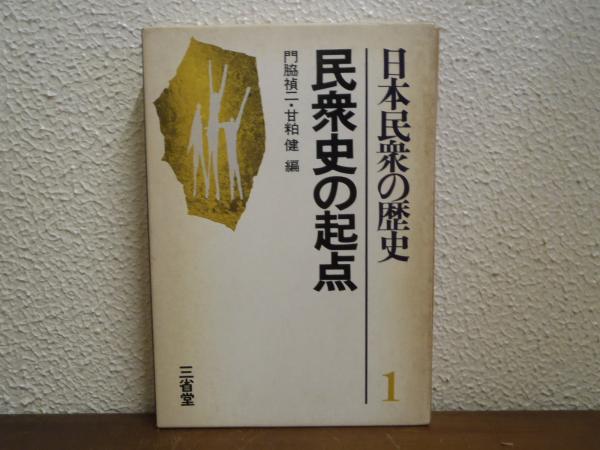 日本民衆の歴史
1
民衆史の起点
門脇禎二・甘粕 健 編
三省堂